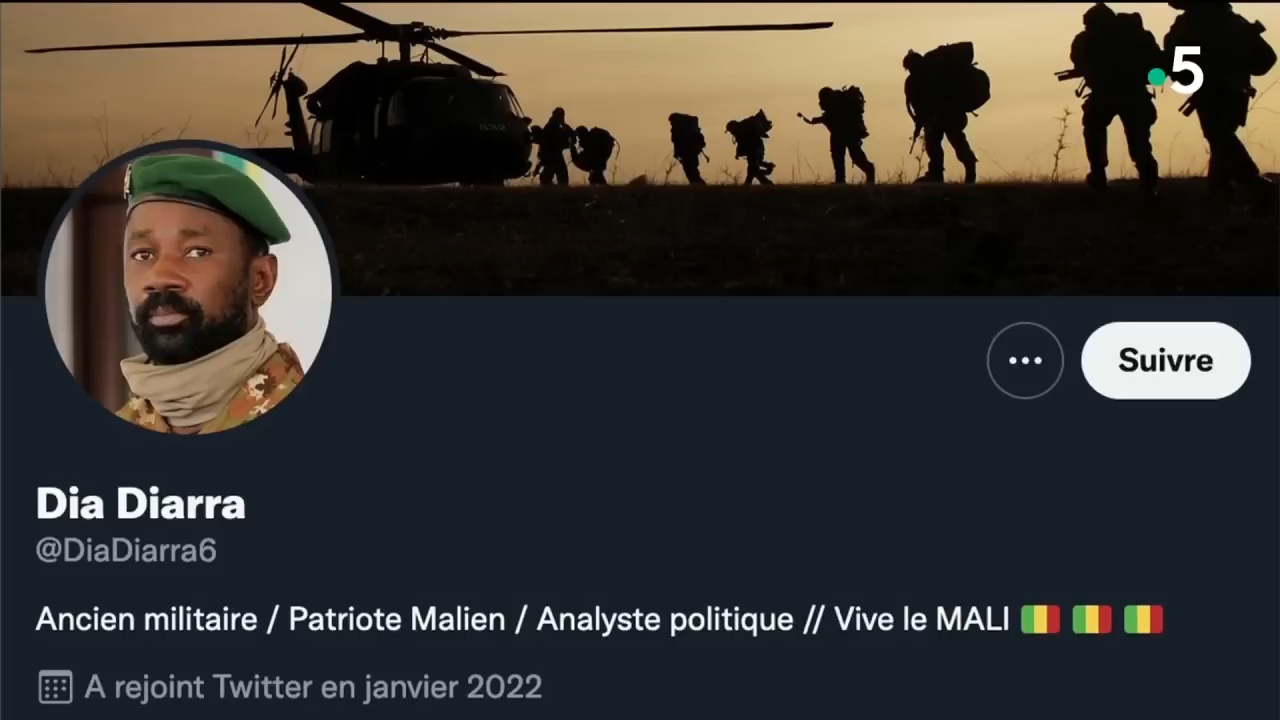 5
Suivre
Dia Diarra
@DiaDiarra6
Ancien militaire / Patriote Malien / Analyste politique // Vive le MALI 🇲🇱 🇲🇱 🇲🇱
A rejoint Twitter en janvier 2022